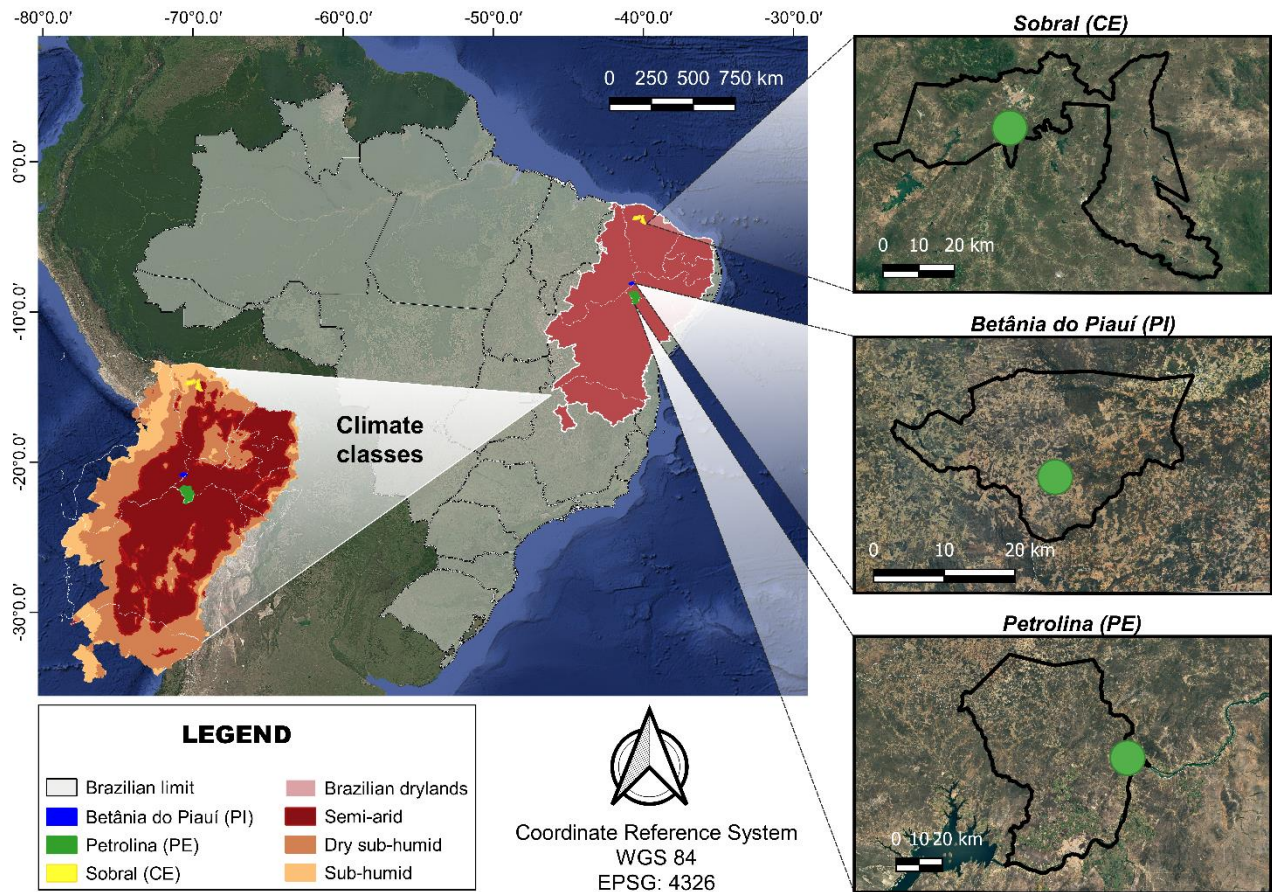 -80°0.0' -70°0.0' -60°0.0' -50°0.0' -40°0.0' -30°0.0'
0°0.0'
-10°0.0'
-20°0.0'
-30°0.0'
0 250 500 750 km
Climate
classes
Sobral (CE)
0 10 20 km
Betânia do Piauí (PI)
0 10 20 km
Petrolina (PE)
0 10 20 km
LEGEND
Brazilian limit
Betânia do Piauí (PI)
Petrolina (PE)
Sobral (CE)
Brazilian drylands
Semi-arid
Dry sub-humid
Sub-humid
Coordinate Reference System
WGS 84
EPSG: 4326